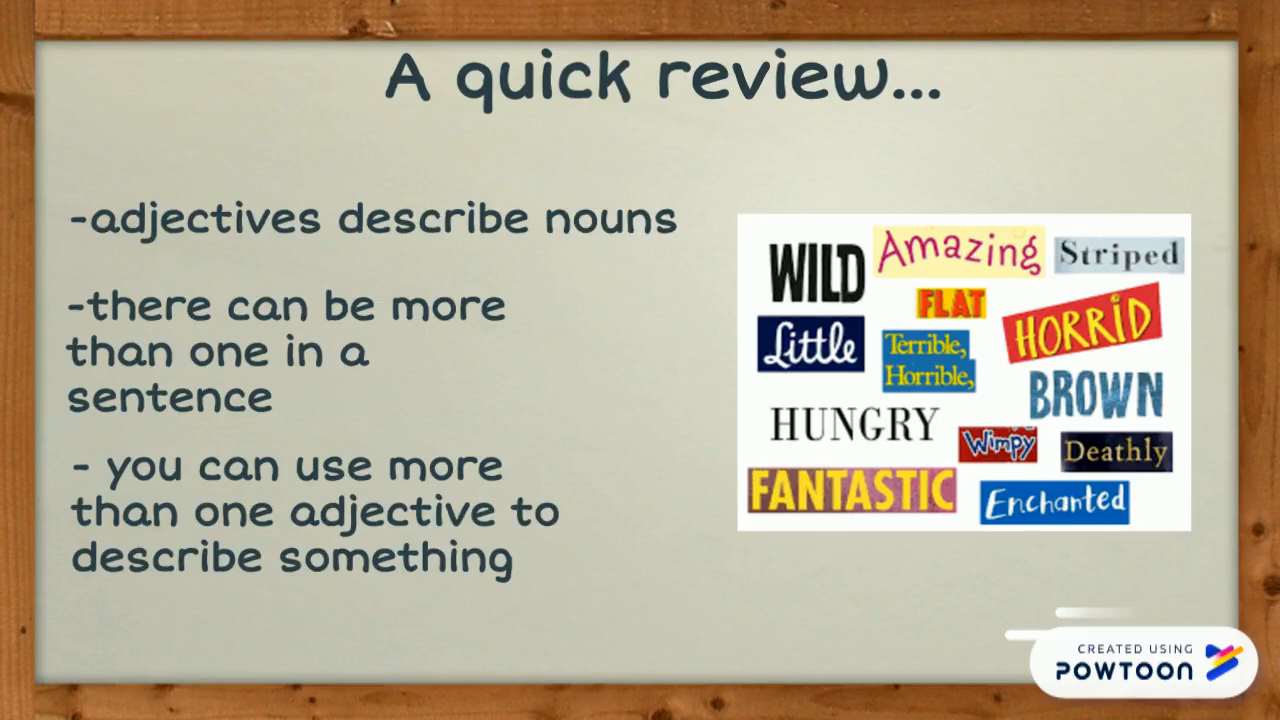 A quick review...
-adjectives describe nouns
-there can be more
than one in a
sentence
- you can use more
than one adjective to
describe something
WILD Amazing Striped
FLAT
HORRiD
Little
Terrible,
Horrible,
BROWN
HUNGRY
Wimpy
Deathly
FANTASTIC
Enchanted
CREATED USING
POWTOON